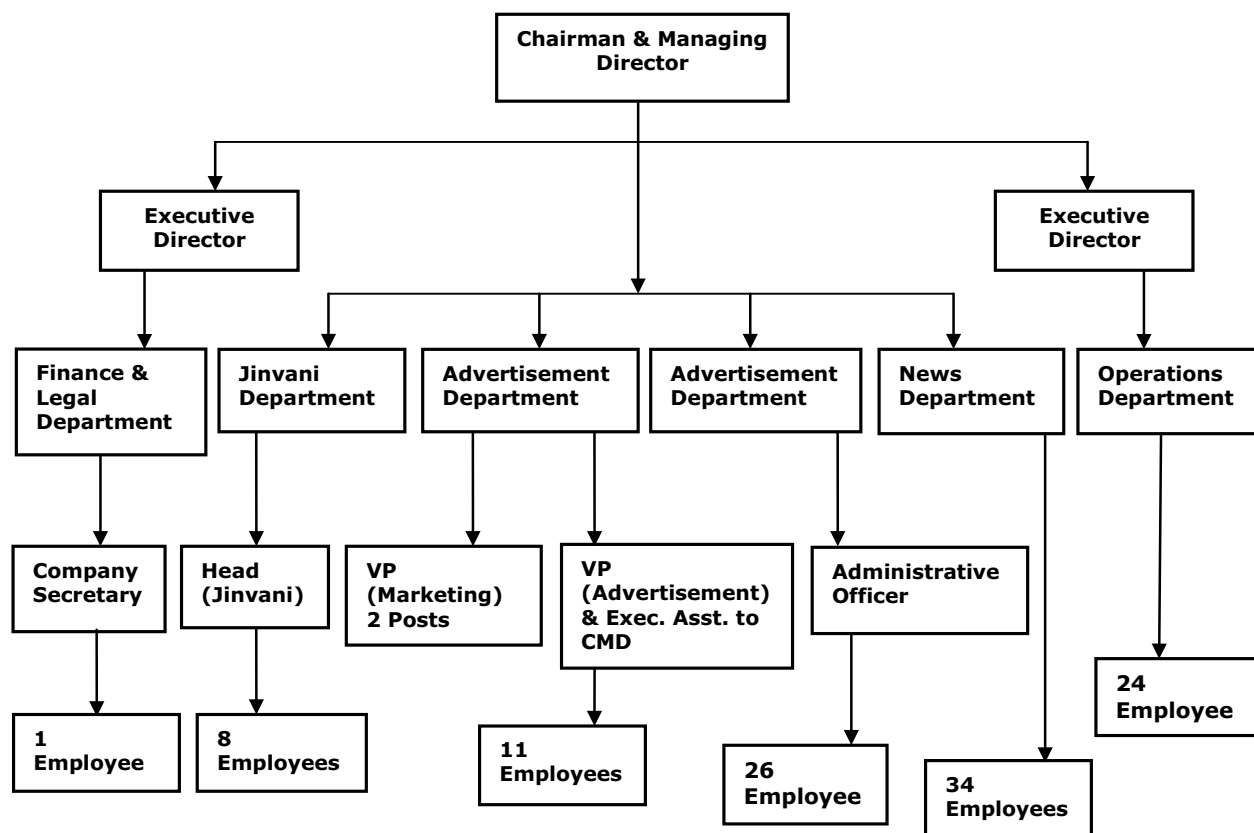 Chairman & Managing
Director
Executive
Director
Executive
Director
Finance &
Legal
Department
Jinvani
Department
Advertisement
Department
Advertisement
Department
News
Department
Operations
Department
Company
Secretary
Head
(Jinvani)
VP
(Marketing)
2 Posts
VP
(Advertisement)
& Exec. Asst. to
CMD
Administrative
Officer
24
Employee
1
Employee
8
Employees
11
Employees
26
Employee
34
Employees